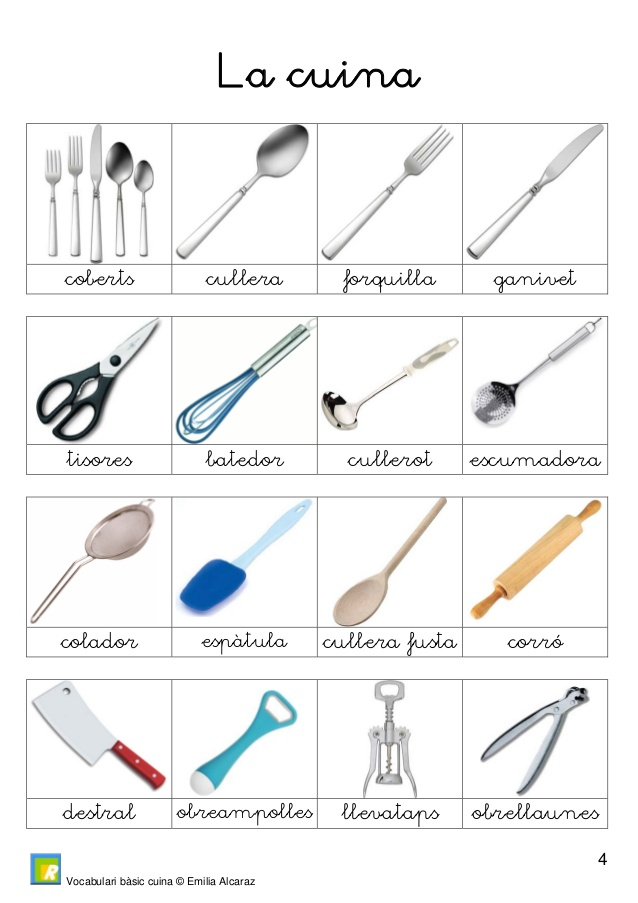 La cuina
coberts cullera forquilla ganivet
tisores batedor cullerot escumadora
colador espàtula cullera fusta corró
destral obreampolles llevataps obrellaunes
4
R
Vocabulari bàsic cuina © Emilia Alcaraz